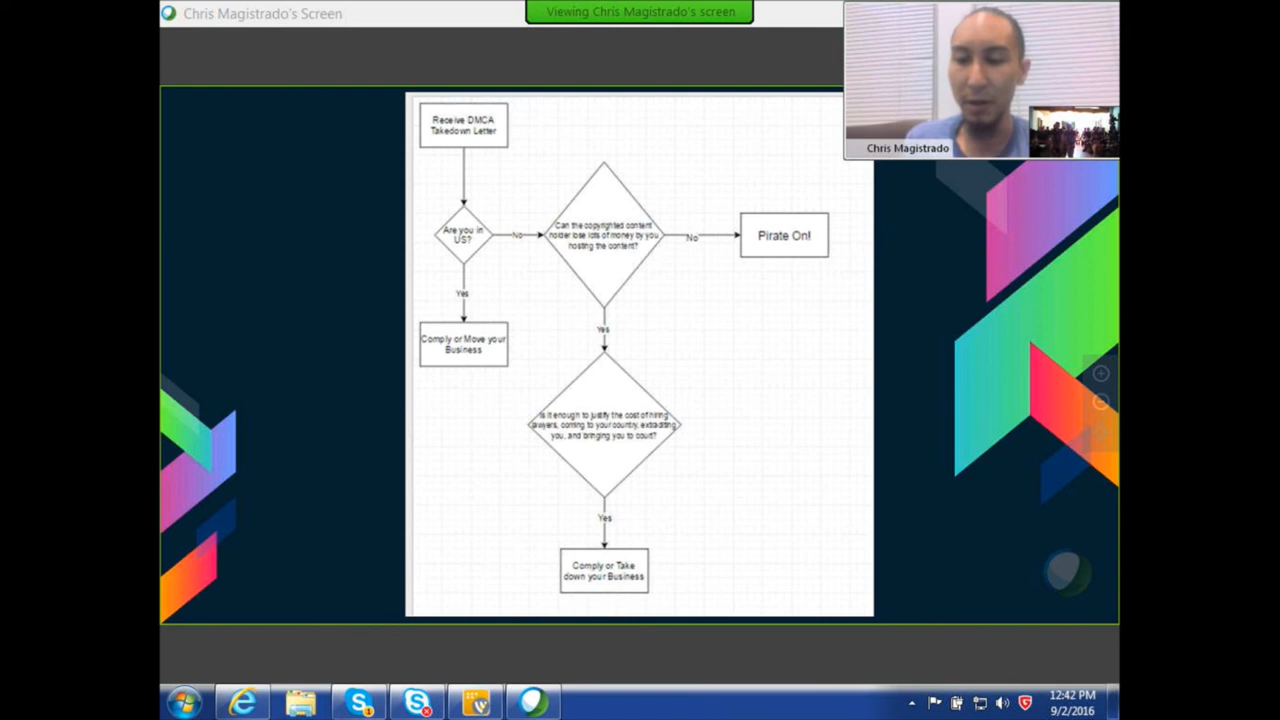 Chris Magistrado's Screen
Viewing Chris Magistrado's screen
Chris Magistrado
Receive DMCA
Takedown Letter
Are you in
US?
No
Can the copyrighted content
holder lose lots of money by you
hosting the content?
No
Pirate On!
Yes
Comply or Move your
Business
Yes
Is it enough to justify the cost of hiring
lawyers, coming to your country, extraditing
you, and bringing you to court?
Yes
Comply or Take
down your Business
12:42 PM
9/2/2016